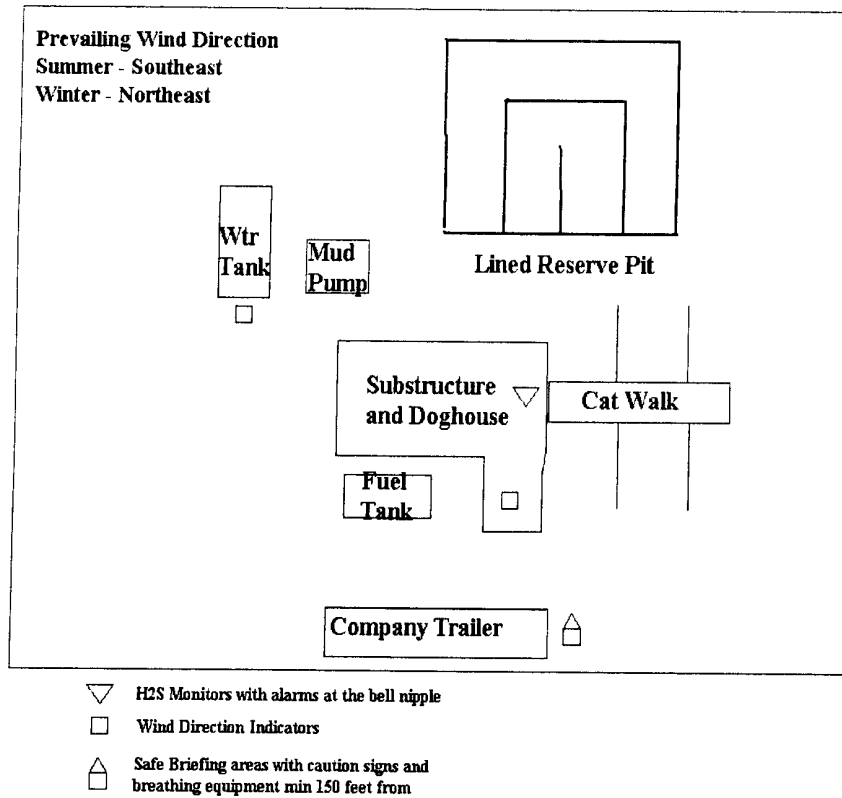 Prevailing Wind Direction
Summer - Southeast
Winter - Northeast
Wtr
Tank
Mud
Pump
Lined Reserve Pit
Substructure
and Doghouse
Cat Walk
Fuel
Tank
Company Trailer
H2S Monitors with alarms at the bell nipple
Wind Direction Indicators
Safe Briefing areas with caution signs and
breathing equipment min 150 feet from